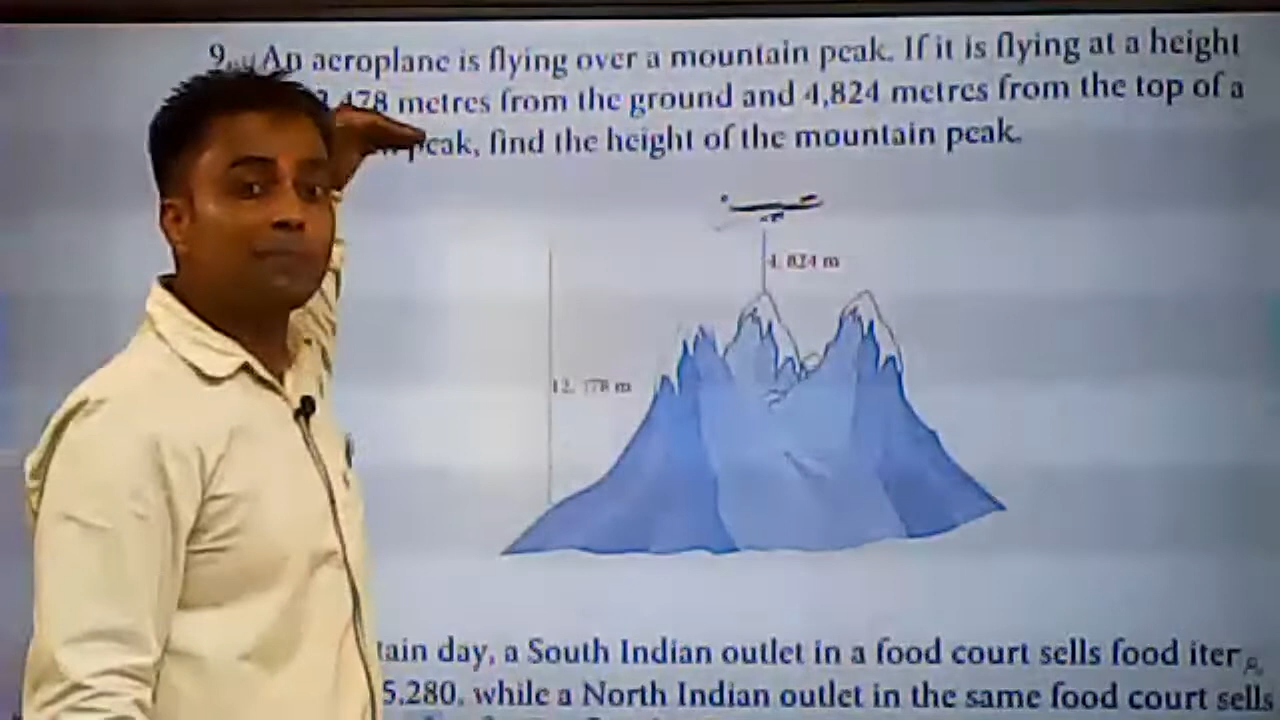 9. An aeroplane is flying over a mountain peak. If it is flying at a height
,178 metres from the ground and 4,824 metres from the top of a
peak, find the height of the mountain peak.
4, 824 m
12, 178 m
tain day, a South Indian outlet in a food court sells food iter
5,280, while a North Indian outlet in the same food court sells